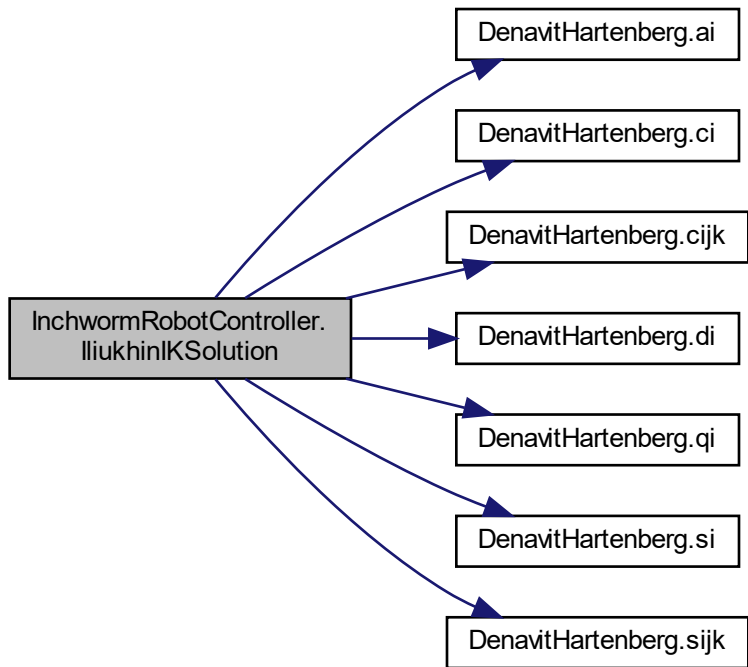 DenavitHartenberg.ai
DenavitHartenberg.ci
DenavitHartenberg.cijk
InchwormRobotController.
IliukhinIKSolution
DenavitHartenberg.di
DenavitHartenberg.qi
DenavitHartenberg.si
DenavitHartenberg.sijk